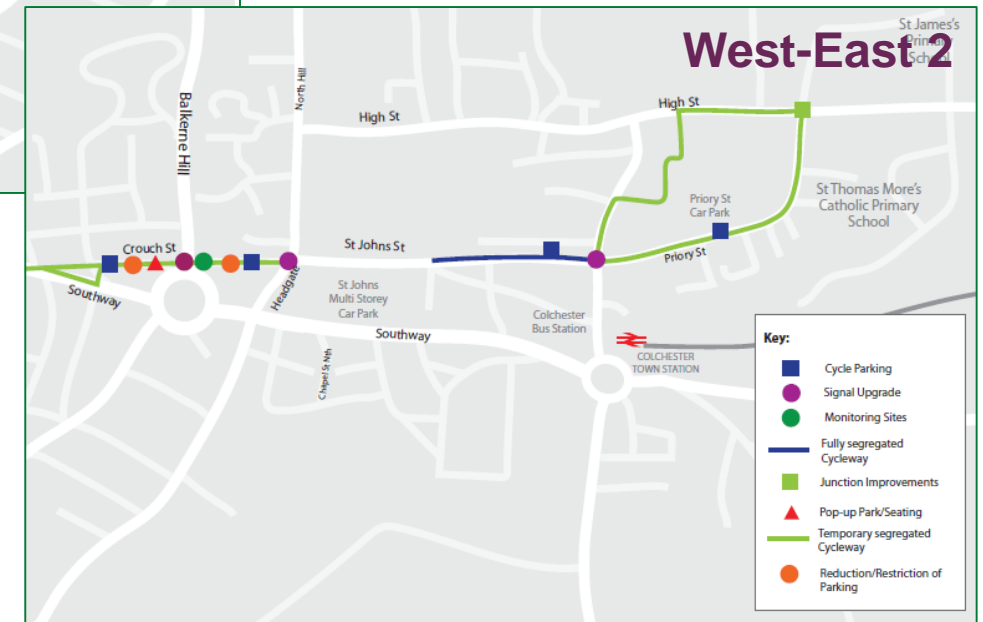 West-East 2
St James's
Primary
School
North Hill
Balkerne Hill
High St
High St
Priory St
Car Park
St Thomas More's
Catholic Primary
School
Crouch St
St Johns St
Priory St
Southway
Headgate
St Johns
Multi Storey
Car Park
Colchester
Bus Station
Southway
COLCHESTER
TOWN STATION
Chapel St Nth
Key:
Cycle Parking
Signal Upgrade
Monitoring Sites
Fully segregated
Cycleway
Junction Improvements
Pop-up Park/Seating
Temporary segregated
Cycleway
Reduction/Restriction of
Parking